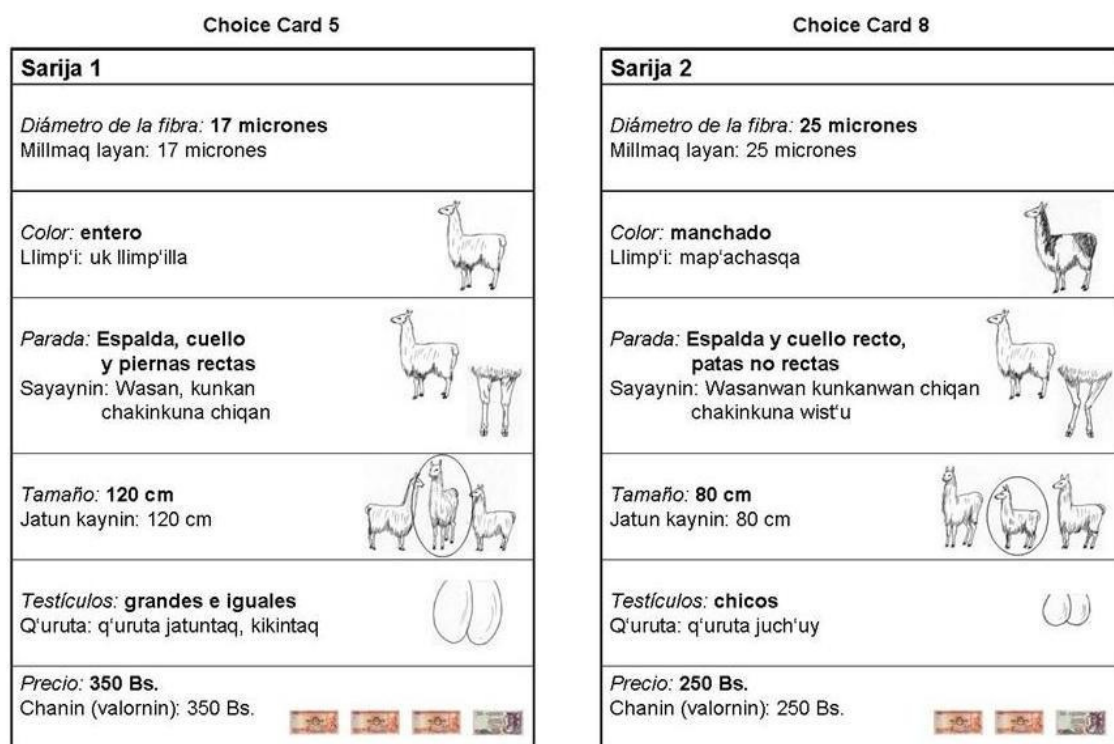 Choice Card 5
Sarija 1
Diámetro de la fibra: 17 micrones
Millmaq layan: 17 micrones
Color: entero
Llimp‘i: uk llimp‘illa
Parada: Espalda, cuello
y piernas rectas
Sayaynin: Wasan, kunkan
chakinkuna chiqan
Tamaño: 120 cm
Jatun kaynin: 120 cm
Testículos: grandes e iguales
Q‘uruta: q‘uruta jatuntaq, kikintaq
Precio: 350 Bs.
Chanin (valornin): 350 Bs.
Choice Card 8
Sarija 2
Diámetro de la fibra: 25 micrones
Millmaq layan: 25 micrones
Color: manchado
Llimp‘i: map‘achasqa
Parada: Espalda y cuello recto,
patas no rectas
Sayaynin: Wasanwan kunkanwan chiqan
chakinkuna wist‘u
Tamaño: 80 cm
Jatun kaynin: 80 cm
Testículos: chicos
Q‘uruta: q‘uruta juch‘uy
Precio: 250 Bs.
Chanin (valornin): 250 Bs.